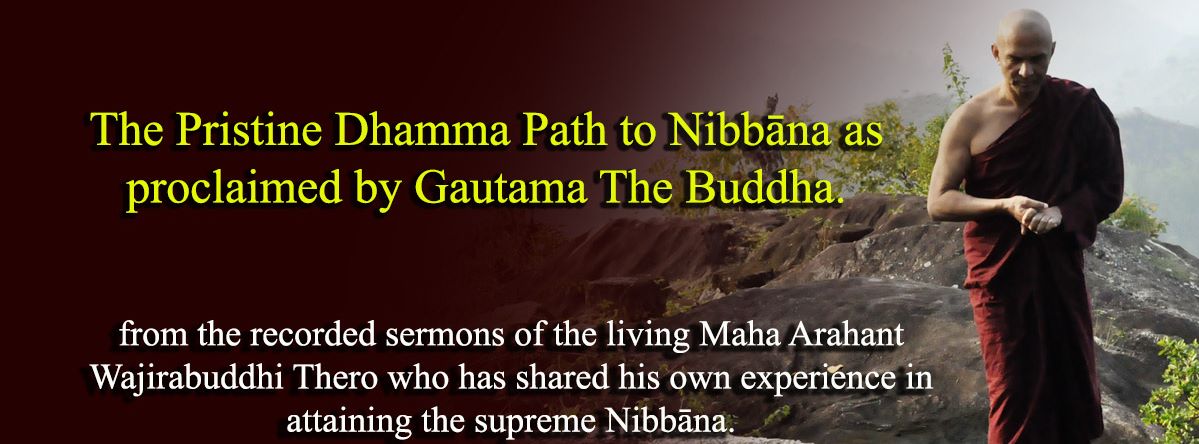 The Pristine Dhamma Path to Nibbāna as
proclaimed by Gautama The Buddha.
from the recorded sermons of the living Maha Arahant
Wajirabuddhi Thero who has shared his own experience in
attaining the supreme Nibbāna.